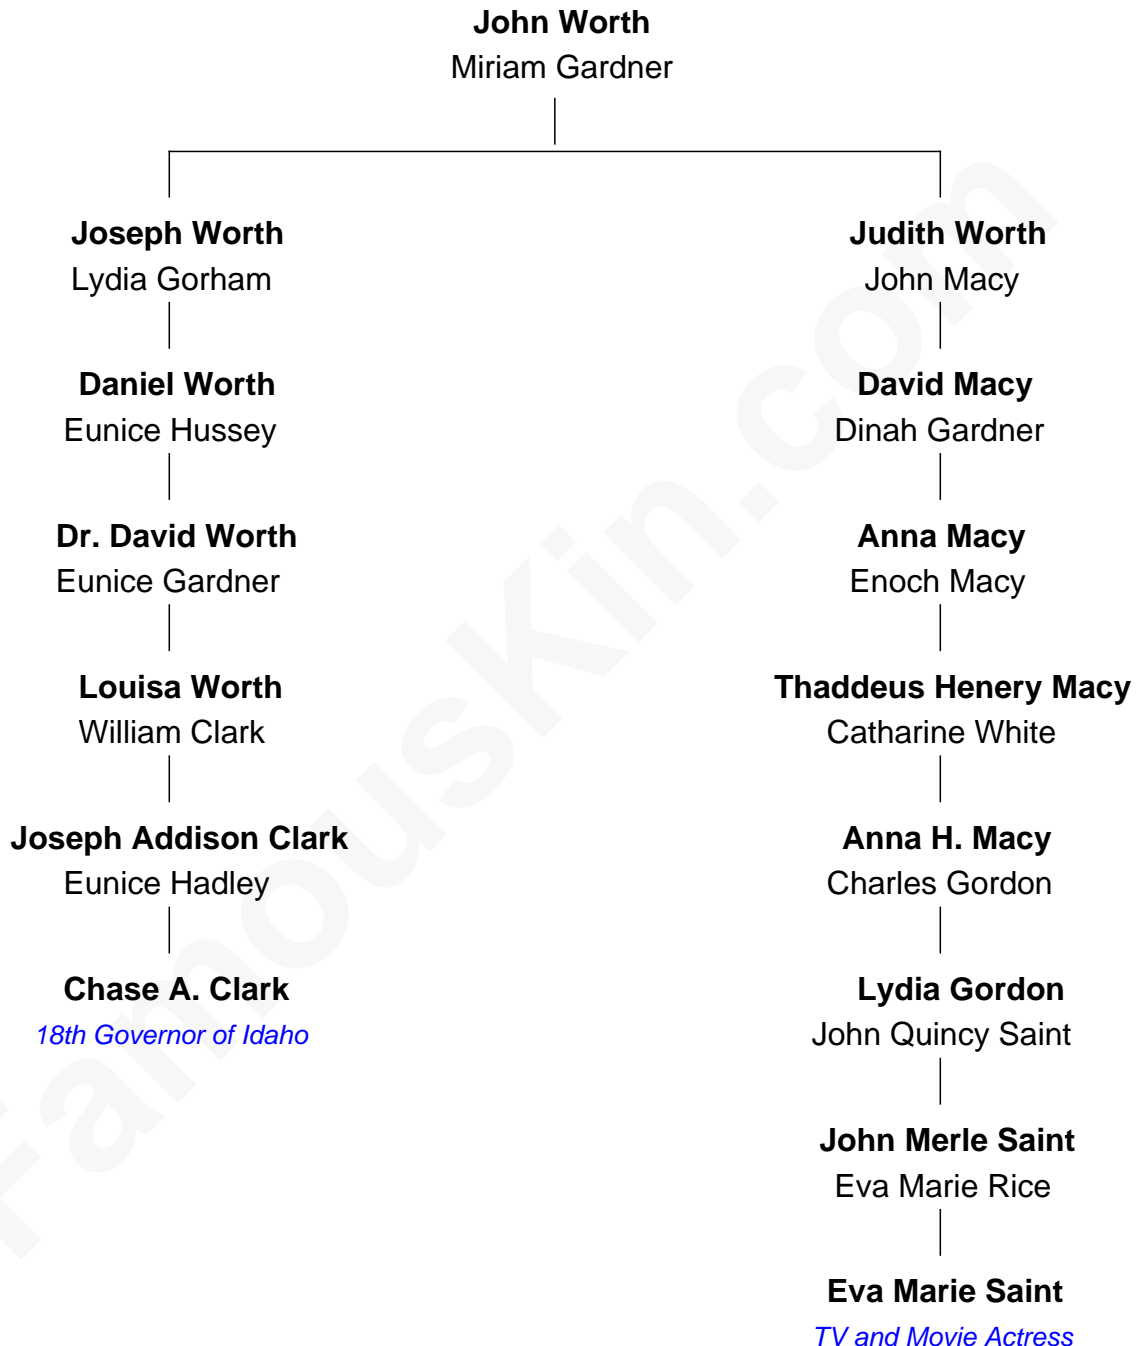 John Worth
Miriam Gardner
Joseph Worth
Lydia Gorham
Judith Worth
John Macy
Daniel Worth
Eunice Hussey
David Macy
Dinah Gardner
Dr. David Worth
Eunice Gardner
Anna Macy
Enoch Macy
Louisa Worth
William Clark
Thaddeus Henery Macy
Catharine White
Joseph Addison Clark
Eunice Hadley
Anna H. Macy
Charles Gordon
Chase A. Clark
18th Governor of Idaho
Lydia Gordon
John Quincy Saint
John Merle Saint
Eva Marie Rice
Eva Marie Saint
TV and Movie Actress
FamousKin.com